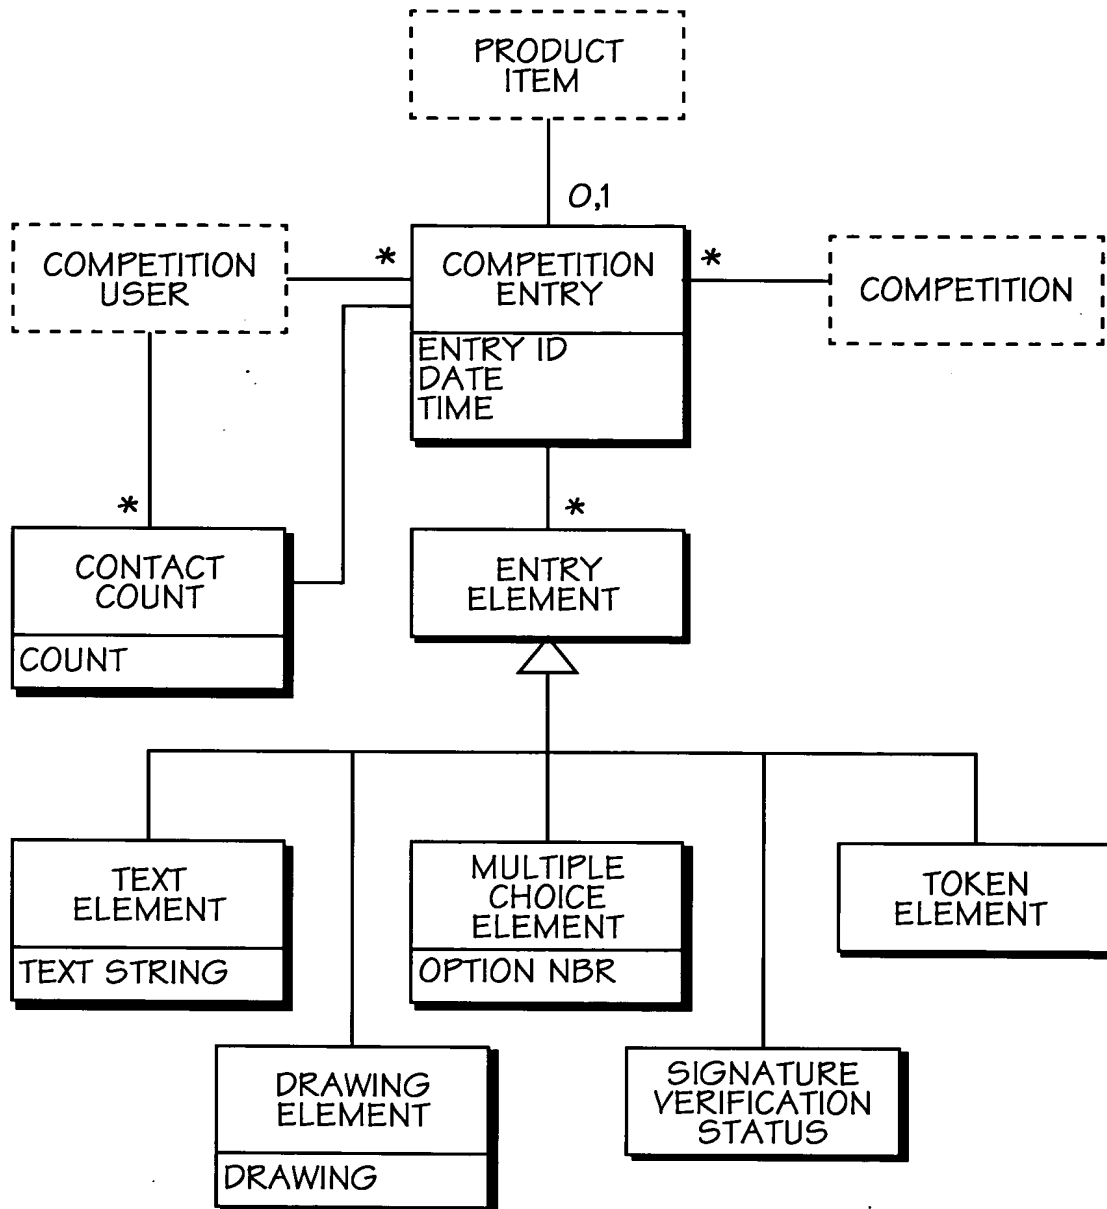 PRODUCT
ITEM
0,1
COMPETITION
USER
*
COMPETITION
ENTRY
*
COMPETITION
ENTRY ID
DATE
TIME
*
CONTACT
COUNT
COUNT
*
ENTRY
ELEMENT
TEXT
ELEMENT
TEXT STRING
MULTIPLE
CHOICE
ELEMENT
OPTION NBR
TOKEN
ELEMENT
DRAWING
ELEMENT
DRAWING
SIGNATURE
VERIFICATION
STATUS